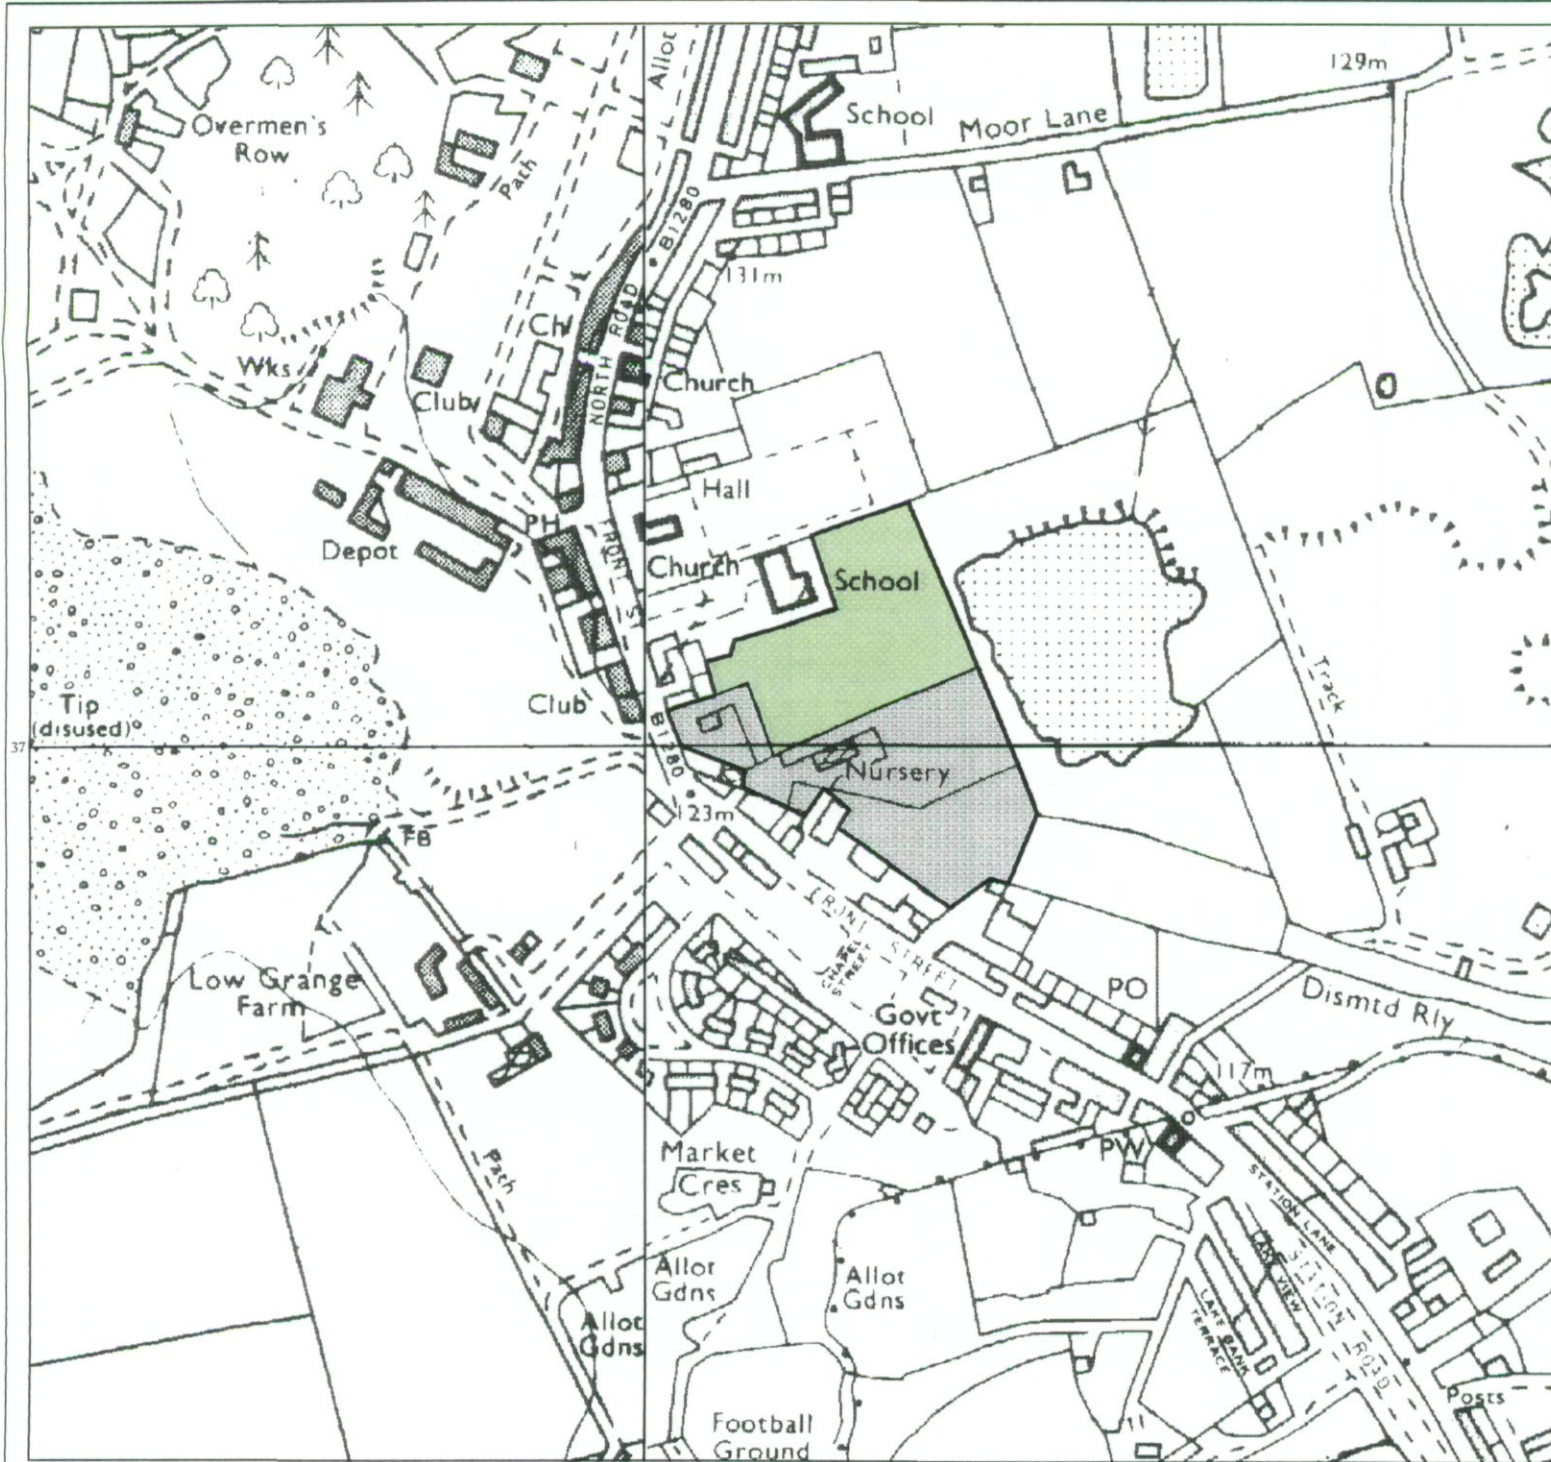 Allot
129m
School
Moor Lane
Overmen's
Row
Path
B1280
131m
NORTH ROAD
Ch
Wks
Club
Church
Hall
PH
FRONT S
Depot
Church
School
Track
Tip
(disused)
Club
B1280
37
Nursery
123m
FB
FRONT STREET
CHAPEL
STREET
Low Grange
Farm
PO
Dismtd Rly
Govt
Offices
117m
PW
Market
Cres
Path
STATION LANE
LAKE VIEW
STATION ROAD
LAKE BANK
TERRACE
Allot
Gdns
Allot
Gdns
Allot
Gdns
Posts
Football
Ground